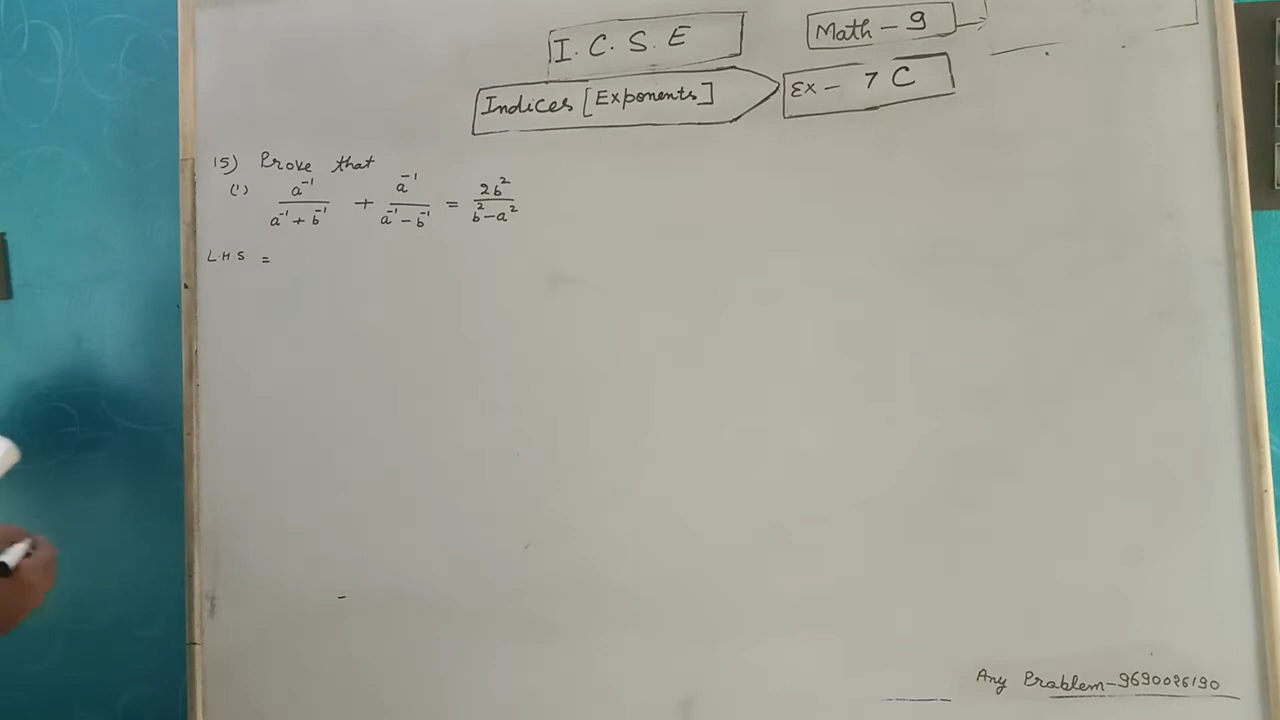 I.C.S.E
Math - 9
Indices [Exponents]
Ex - 7 C
15) Prove that
(i) a⁻¹/(a⁻¹ + b⁻¹) + a⁻¹/(a⁻¹ - b⁻¹) = 2b²/(b² - a²)
L.H.S =
Any Problem - 9690026190